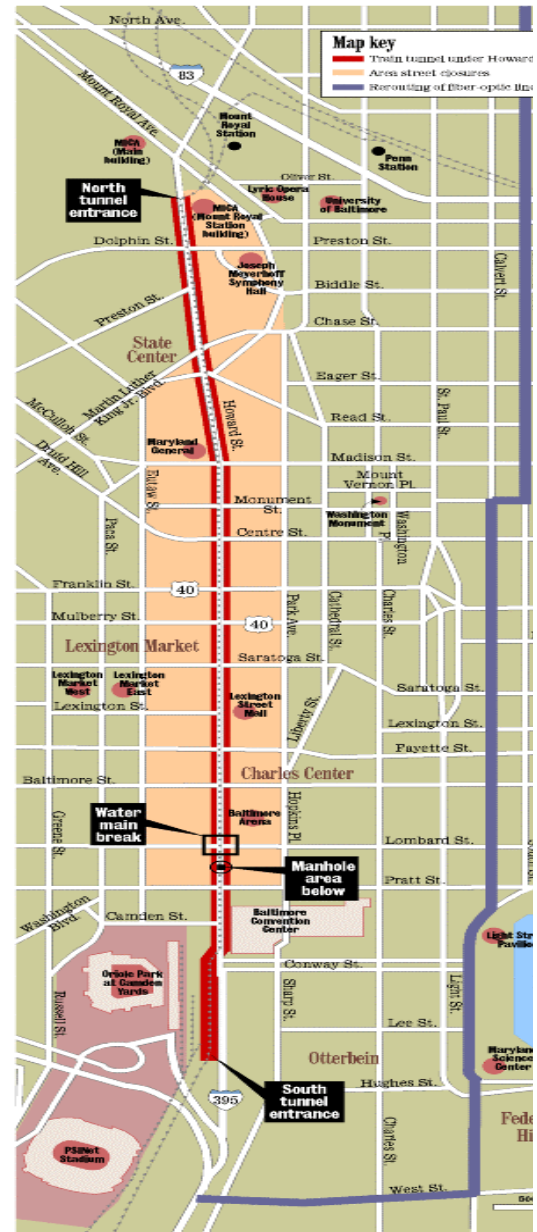 North Ave.
Map key
Train tunnel under Howard
Area street closures
Rerouting of fiber-optic line
83
Mount Royal Ave.
Mount
Royal
Station
MICA
(Main
building)
Penn
Station
Oliver St.
North
tunnel
entrance
Lyric Opera
House
University
of Baltimore
MICA
(Mount Royal
Station
building)
Dolphin St.
Preston St.
Calvert St.
Joseph
Meyerhoff
Symphony
Hall
Biddle St.
Preston St.
Chase St.
State
Center
Martin Luther
King Jr. Blvd.
Eager St.
St. Paul St.
McCulloh St.
Howard St.
Read St.
Druid Hill
Ave.
Maryland
General
Madison St.
Mount
Vernon Pl.
Eutaw St.
Monument
St.
Washington
Monument
Washington
Pl.
Paca St.
Centre St.
Franklin St.
40
Park Ave.
Cathedral St.
Charles St.
Mulberry St.
40
Lexington Market
Saratoga St.
Lexington
Market
West
Lexington
Market
East
Saratoga St.
Lexington
Street
Mall
Liberty St.
Lexington St.
Lexington St.
Fayette St.
Charles Center
Baltimore St.
Water
main
break
Greene St.
Baltimore
Arena
Hopkins Pl.
Lombard St.
Manhole
area
below
Pratt St.
Washington
Blvd.
Camden St.
Baltimore
Convention
Center
Light Str
Pavilio
Oriole Park
at Camden
Yards
Conway St.
Russell St.
Sharp St.
Light St.
Lee St.
Otterbein
Maryland
Science
Center
Hughes St.
South
tunnel
entrance
395
Fede
Hi
Charles St.
PSINet
Stadium
West St.